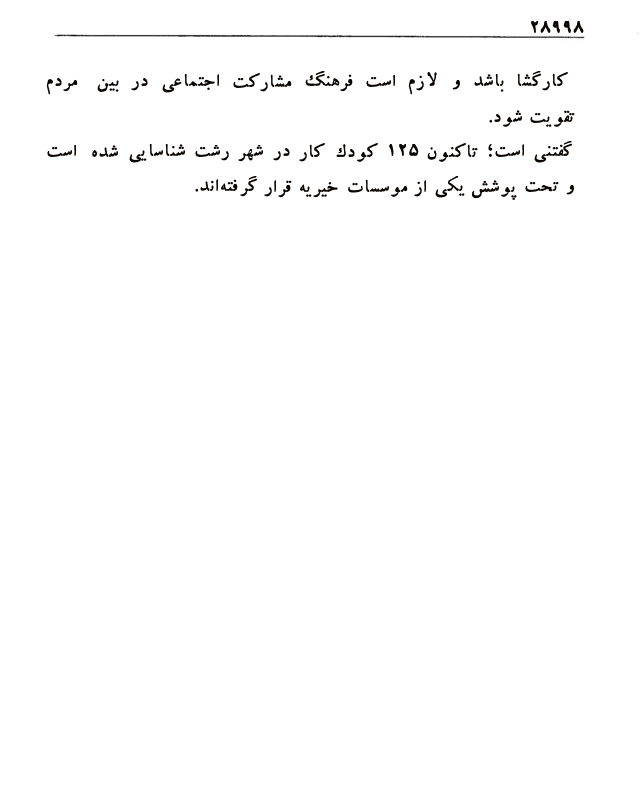 ۲۸۹۹۸
کارگشا باشد و لازم است فرهنگ مشارکت اجتماعی در بین مردم
تقویت شود.
گفتنی است؛ تاکنون ۱۲۵ کودك کار در شهر رشت شناسایی شده است
و تحت پوشش یکی از موسسات خیریه قرار گرفته‌اند.